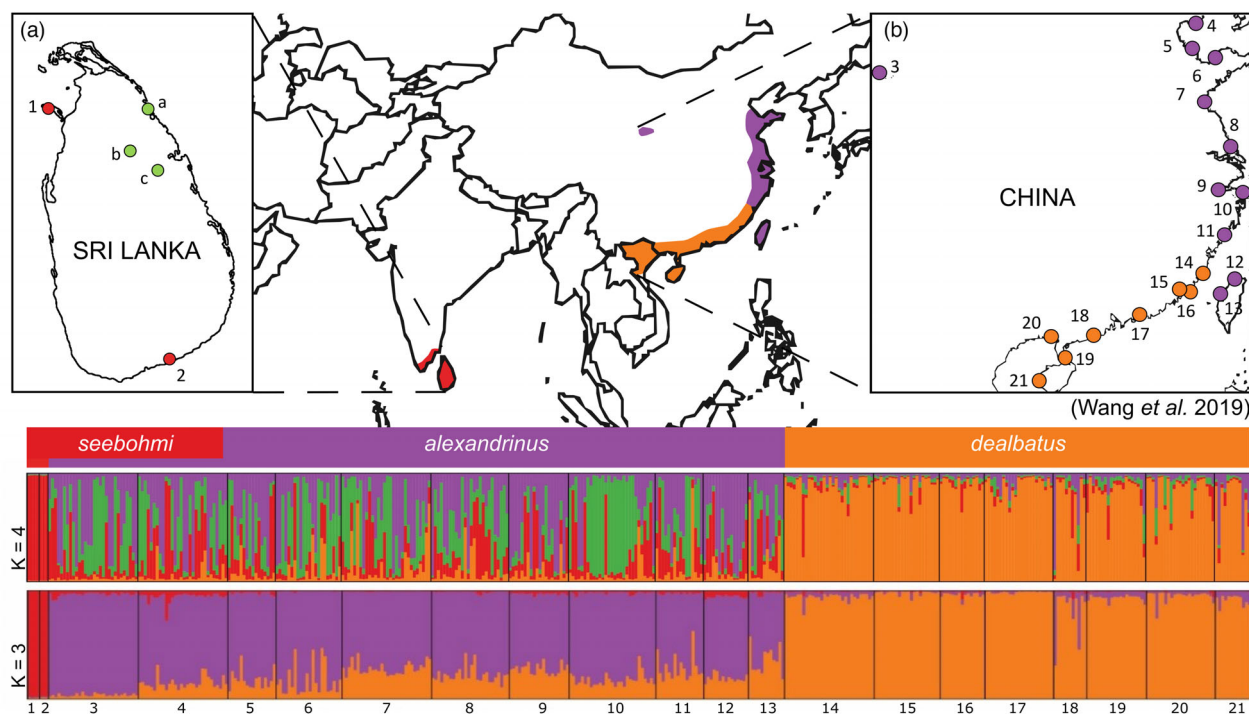 (a)
1
a
b
c
SRI LANKA
2
(b)
3
4
5
6
7
8
CHINA
9
10
11
14
12
15
16
13
18
17
20
19
21
(Wang et al. 2019)
seebohmi alexandrinus dealbatus
K = 4
K = 3
1 2 3 4 5 6 7 8 9 10 11 12 13 14 15 16 17 18 19 20 21